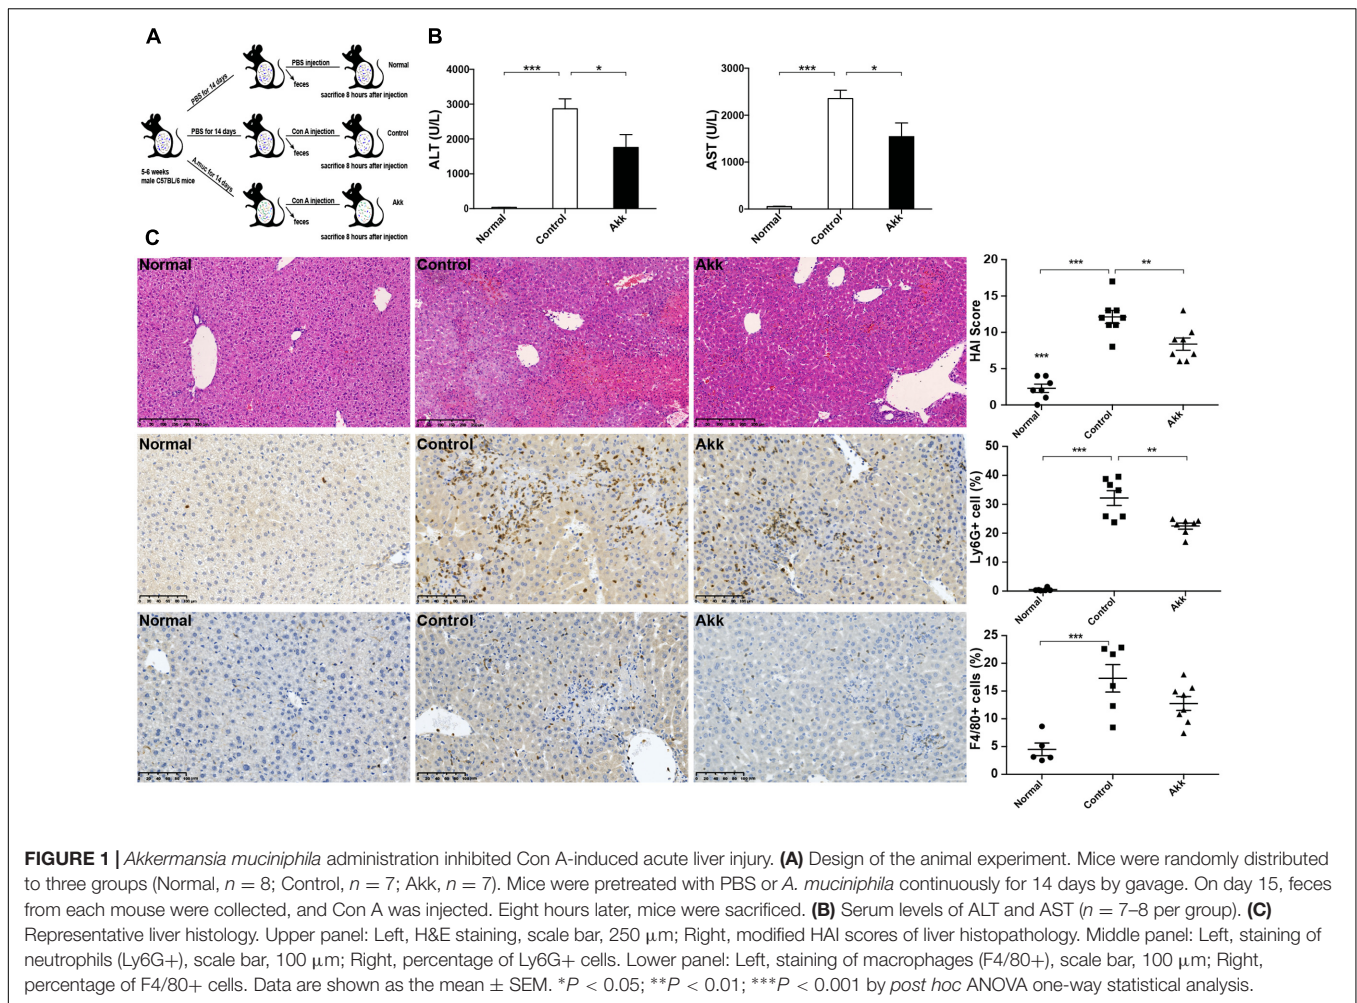 A
PBS for 14 days
PBS injection
feces
Normal
sacrifice 8 hours after injection
PBS for 14 days
Con A injection
feces
Control
sacrifice 8 hours after injection
5-6 weeks
male C57BL/6 mice
A.muc for 14 days
Con A injection
feces
Akk
sacrifice 8 hours after injection
B
ALT (U/L)
4000
3000
2000
1000
0
***
*
Normal
Control
Akk
AST (U/L)
3000
2000
1000
0
***
*
Normal
Control
Akk
C
Normal
Control
Akk
HAI Score
20
15
10
5
0
***
**
***
Normal
Control
Akk
Normal
Control
Akk
Ly6G+ cell (%)
50
40
30
20
10
0
***
**
Normal
Control
Akk
Normal
Control
Akk
F4/80+ cells (%)
25
20
15
10
5
0
***
Normal
Control
Akk
FIGURE 1 | Akkermansia muciniphila administration inhibited Con A-induced acute liver injury. (A) Design of the animal experiment. Mice were randomly distributed
to three groups (Normal, n = 8; Control, n = 7; Akk, n = 7). Mice were pretreated with PBS or A. muciniphila continuously for 14 days by gavage. On day 15, feces
from each mouse were collected, and Con A was injected. Eight hours later, mice were sacrificed. (B) Serum levels of ALT and AST (n = 7–8 per group). (C)
Representative liver histology. Upper panel: Left, H&E staining, scale bar, 250 μm; Right, modified HAI scores of liver histopathology. Middle panel: Left, staining of
neutrophils (Ly6G+), scale bar, 100 μm; Right, percentage of Ly6G+ cells. Lower panel: Left, staining of macrophages (F4/80+), scale bar, 100 μm; Right,
percentage of F4/80+ cells. Data are shown as the mean ± SEM. *P < 0.05; **P < 0.01; ***P < 0.001 by post hoc ANOVA one-way statistical analysis.